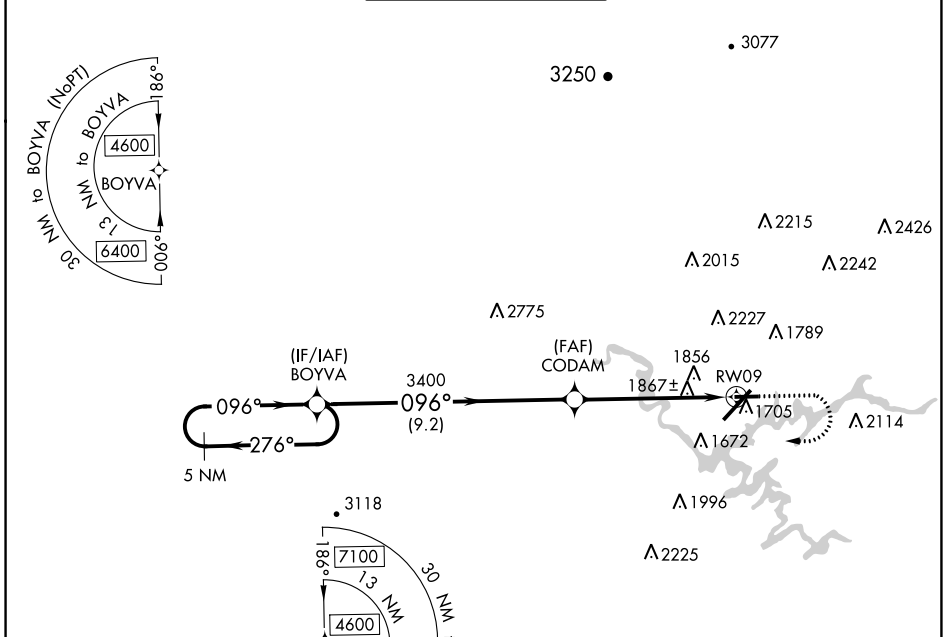 3077
3250
30 NM to BOYVA (NoPT)
13 NM to BOYVA
186°
4600
BOYVA
6400
006°
2215
2426
2015
2242
2775
2227
1789
(IF/IAF)
BOYVA
(FAF)
CODAM
1856
1867±
RW09
3400
096°
096°
(9.2)
1705
2114
276°
1672
5 NM
3118
1996
186°
7100
2225
13 NM
30 NM
4600